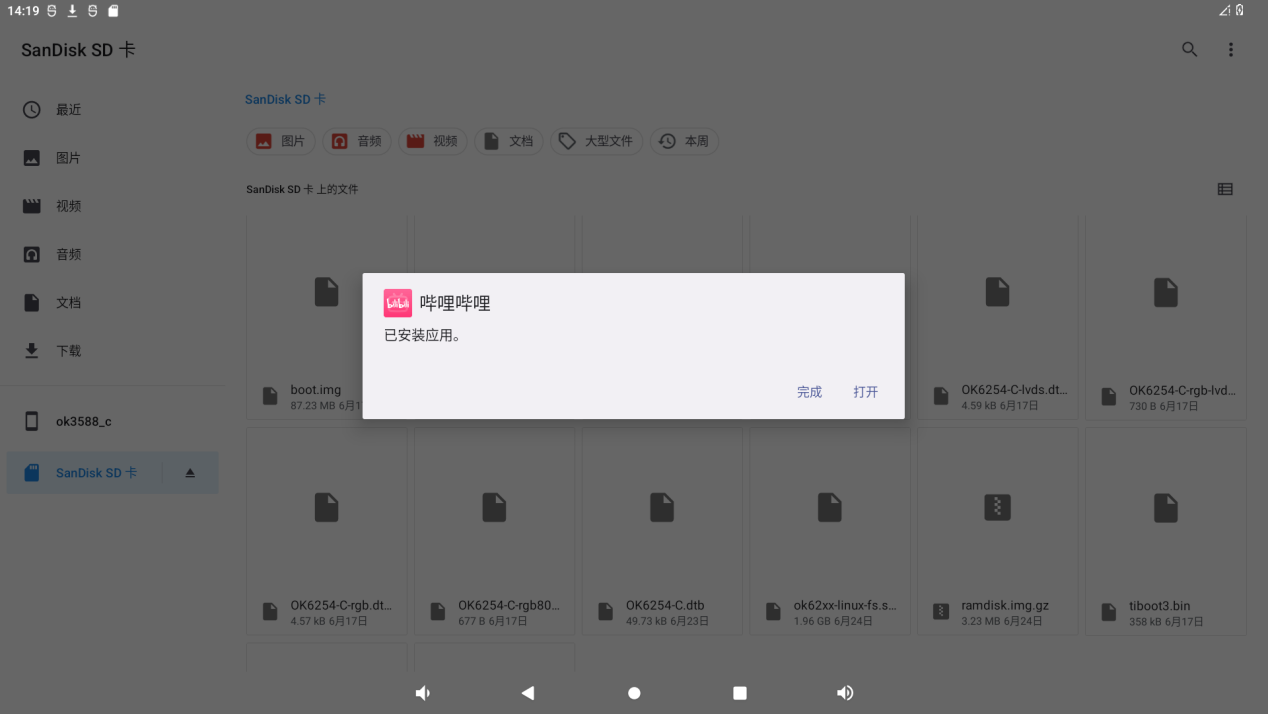 14:19
SanDisk SD 卡
最近
图片
视频
音频
文档
下载
ok3588_c
SanDisk SD 卡
SanDisk SD 卡
图片 音频 视频 文档 大型文件 本周
SanDisk SD 卡 上的文件
boot.img
87.23 MB 6月1
OK6254-C-lvds.dt...
4.59 kB 6月17日
OK6254-C-rgb-lvd...
730 B 6月17日
bilibili
哔哩哔哩
已安装应用。
完成 打开
OK6254-C-rgb.dt...
4.57 kB 6月17日
OK6254-C-rgb80...
677 B 6月17日
OK6254-C.dtb
49.73 kB 6月23日
ok62xx-linux-fs.s...
1.96 GB 6月24日
ramdisk.img.gz
3.23 MB 6月24日
tiboot3.bin
358 kB 6月17日